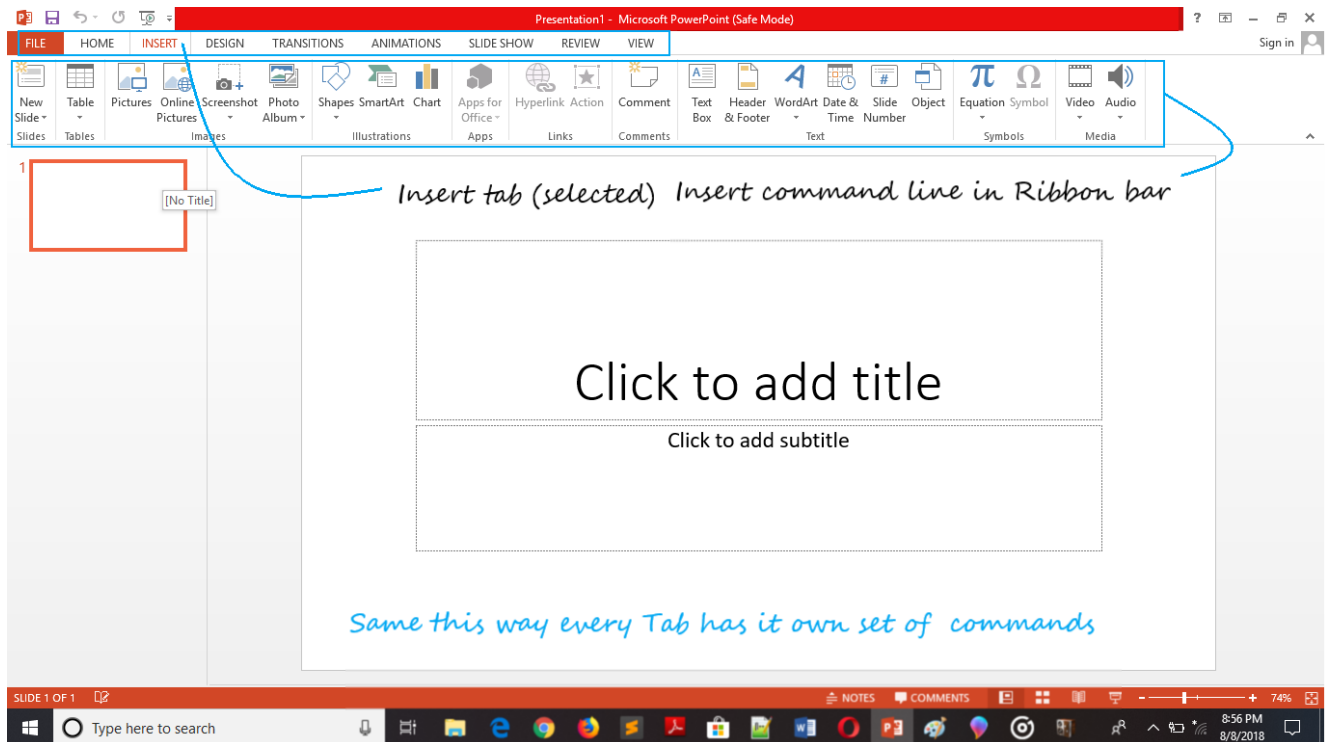 Presentation1 - Microsoft PowerPoint (Safe Mode)
?
FILE HOME INSERT DESIGN TRANSITIONS ANIMATIONS SLIDE SHOW REVIEW VIEW Sign in
New Slide Table Pictures Online Pictures Screenshot Photo Album Shapes SmartArt Chart Apps for Office Hyperlink Action Comment Text Box Header & Footer WordArt Date & Time Slide Number Object Equation Symbol Video Audio
Slides Tables Images Illustrations Apps Links Comments Text Symbols Media
1
[No Title]
Insert tab (selected) Insert command line in Ribbon bar
Click to add title
Click to add subtitle
Same this way every Tab has it own set of commands
SLIDE 1 OF 1 NOTES COMMENTS 74%
Type here to search
8:56 PM
8/8/2018